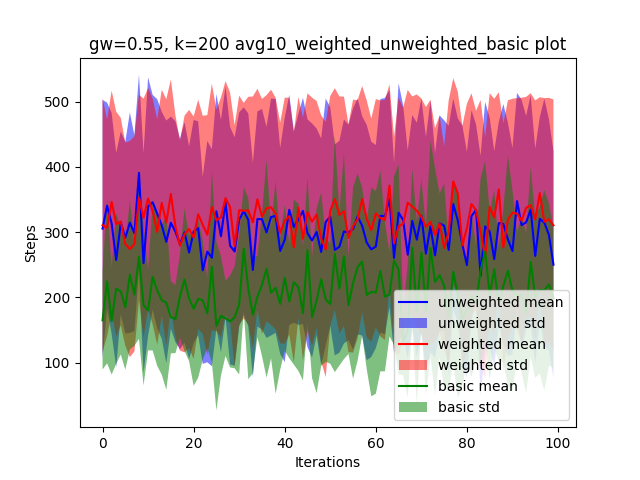 gw=0.55, k=200 avg10_weighted_unweighted_basic plot
500
400
300
200
100
Steps
0
20
40
60
80
100
Iterations
unweighted mean
unweighted std
weighted mean
weighted std
basic mean
basic std